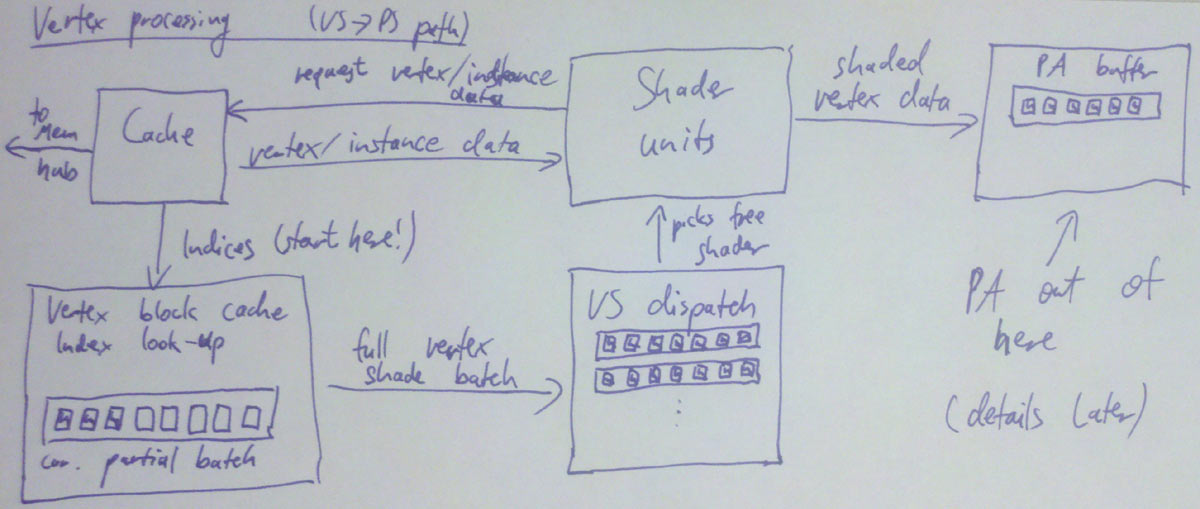 Vertex processing (VS→PS path)
request vertex/instance
data
Shader
units
shaded
vertex data
PA buffer
to
Mem
hub
Cache
vertex/instance data
Indices (start here!)
picks free
shader
Vertex block cache
Index look-up
cur. partial batch
full vertex
shade batch
VS dispatch
PA out of
here
(details later)